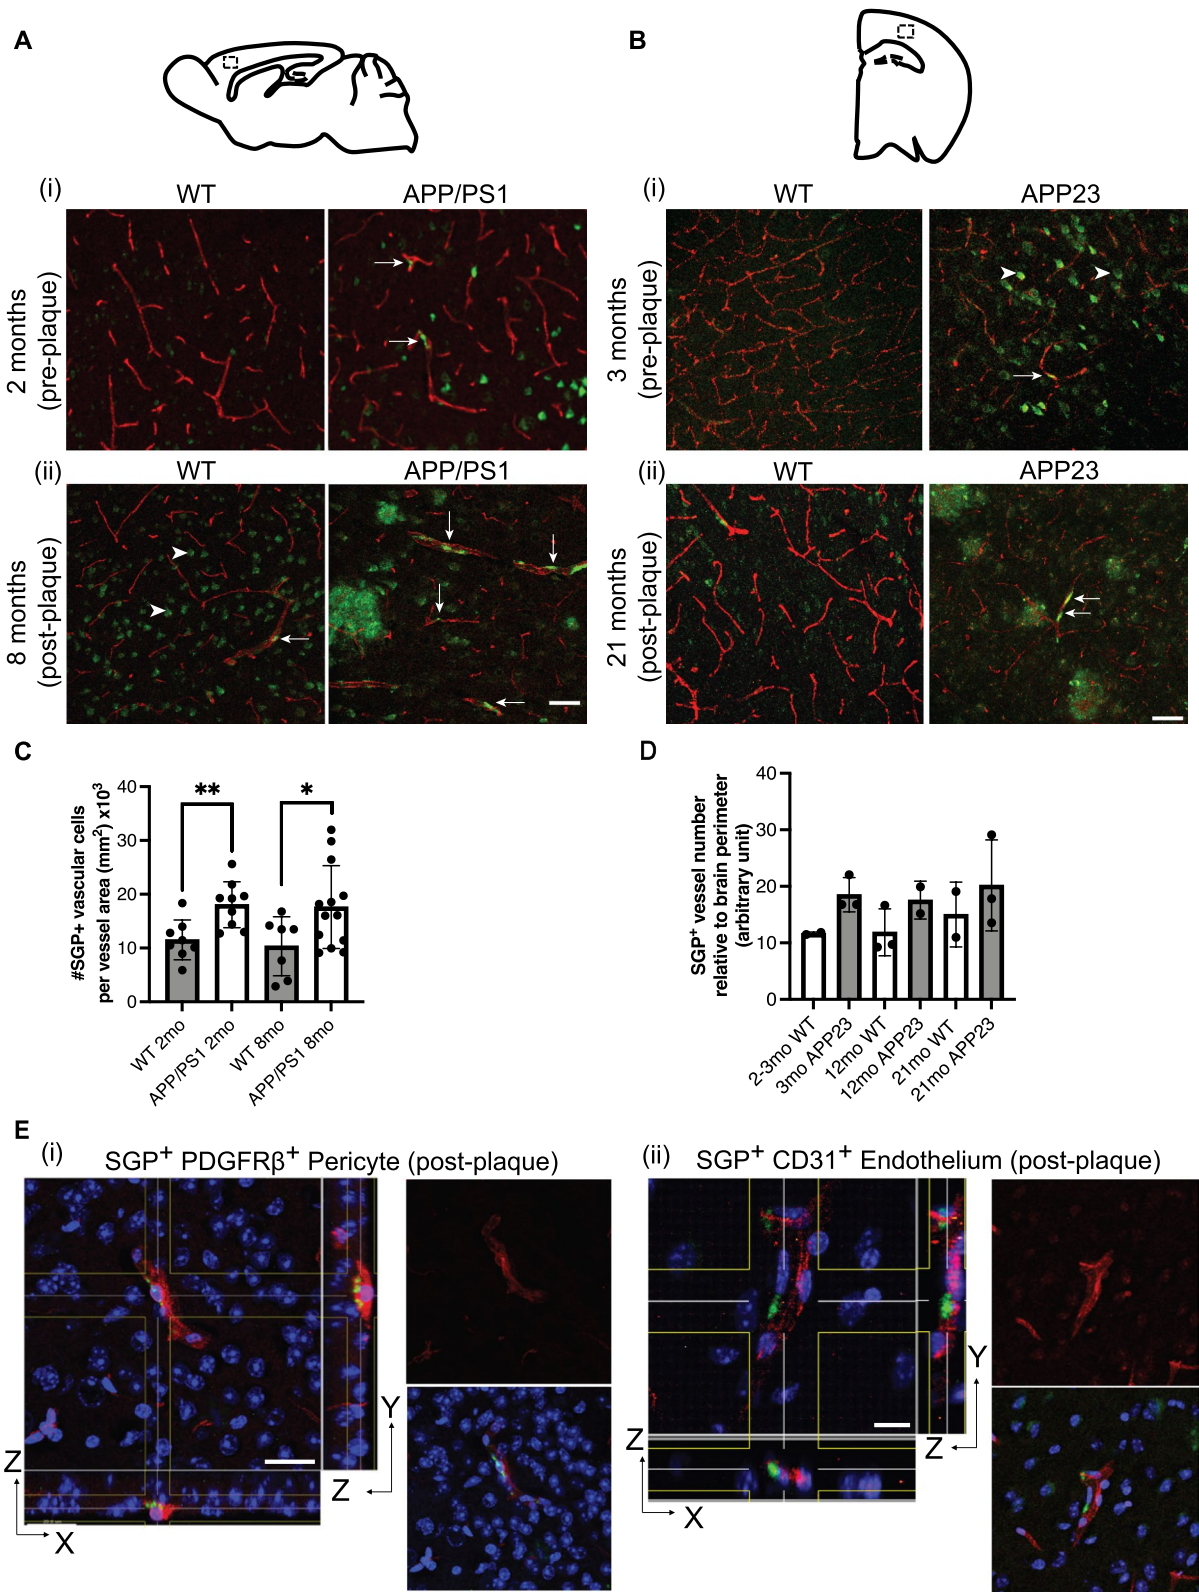 A
B
(i)
WT
APP/PS1
2 months
(pre-plaque)
(ii)
WT
APP/PS1
8 months
(post-plaque)
(i)
WT
APP23
3 months
(pre-plaque)
(ii)
WT
APP23
21 months
(post-plaque)
C
#SGP+ vascular cells
per vessel area (mm²) x10³
40
30
20
10
0
**
*
WT 2mo
APP/PS1 2mo
WT 8mo
APP/PS1 8mo
D
SGP⁺ vessel number
relative to brain perimeter
(arbitrary unit)
40
30
20
10
0
2-3mo WT
3mo APP23
12mo WT
12mo APP23
21mo WT
21mo APP23
E
(i)
SGP⁺ PDGFRβ⁺ Pericyte (post-plaque)
Z
X
Y
Z
(ii)
SGP⁺ CD31⁺ Endothelium (post-plaque)
Z
X
Y
Z